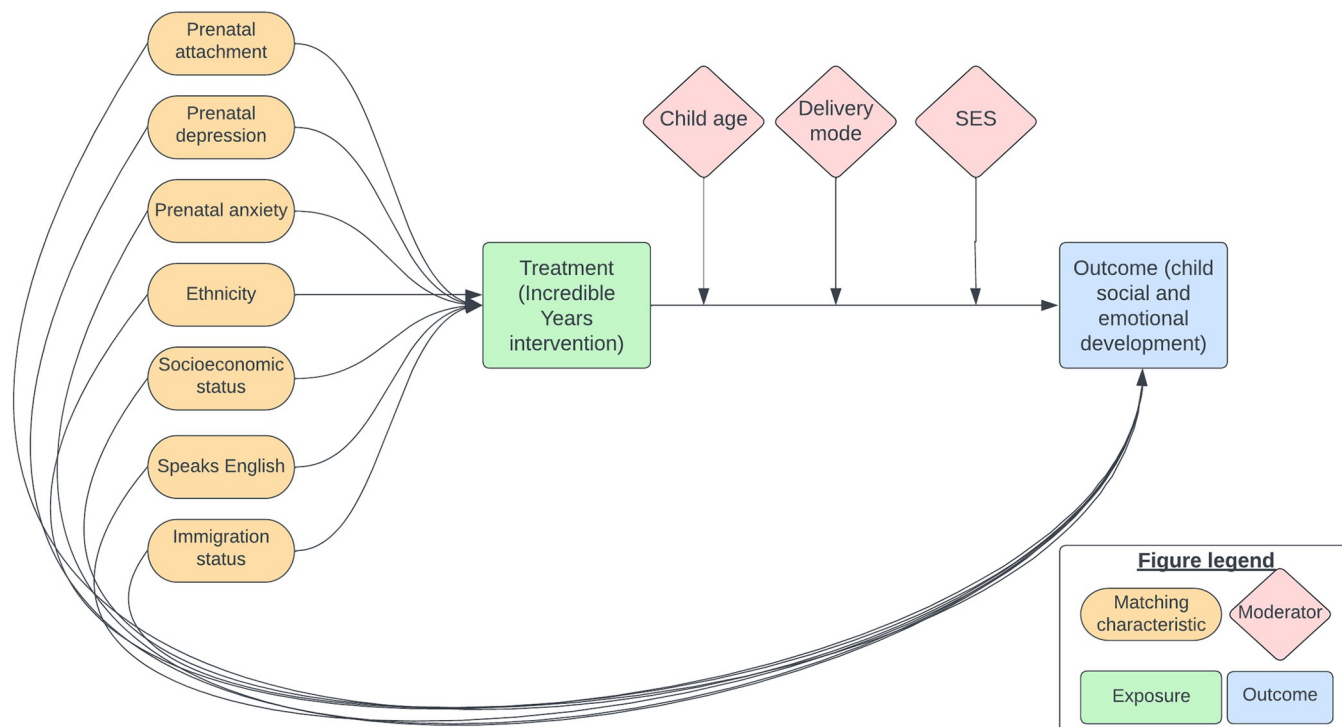 Prenatal
attachment
Prenatal
depression
Prenatal anxiety
Ethnicity
Socioeconomic
status
Speaks English
Immigration
status
Treatment
(Incredible
Years
intervention)
Child age
Delivery
mode
SES
Outcome (child
social and
emotional
development)
Figure legend
Matching
characteristic
Moderator
Exposure
Outcome